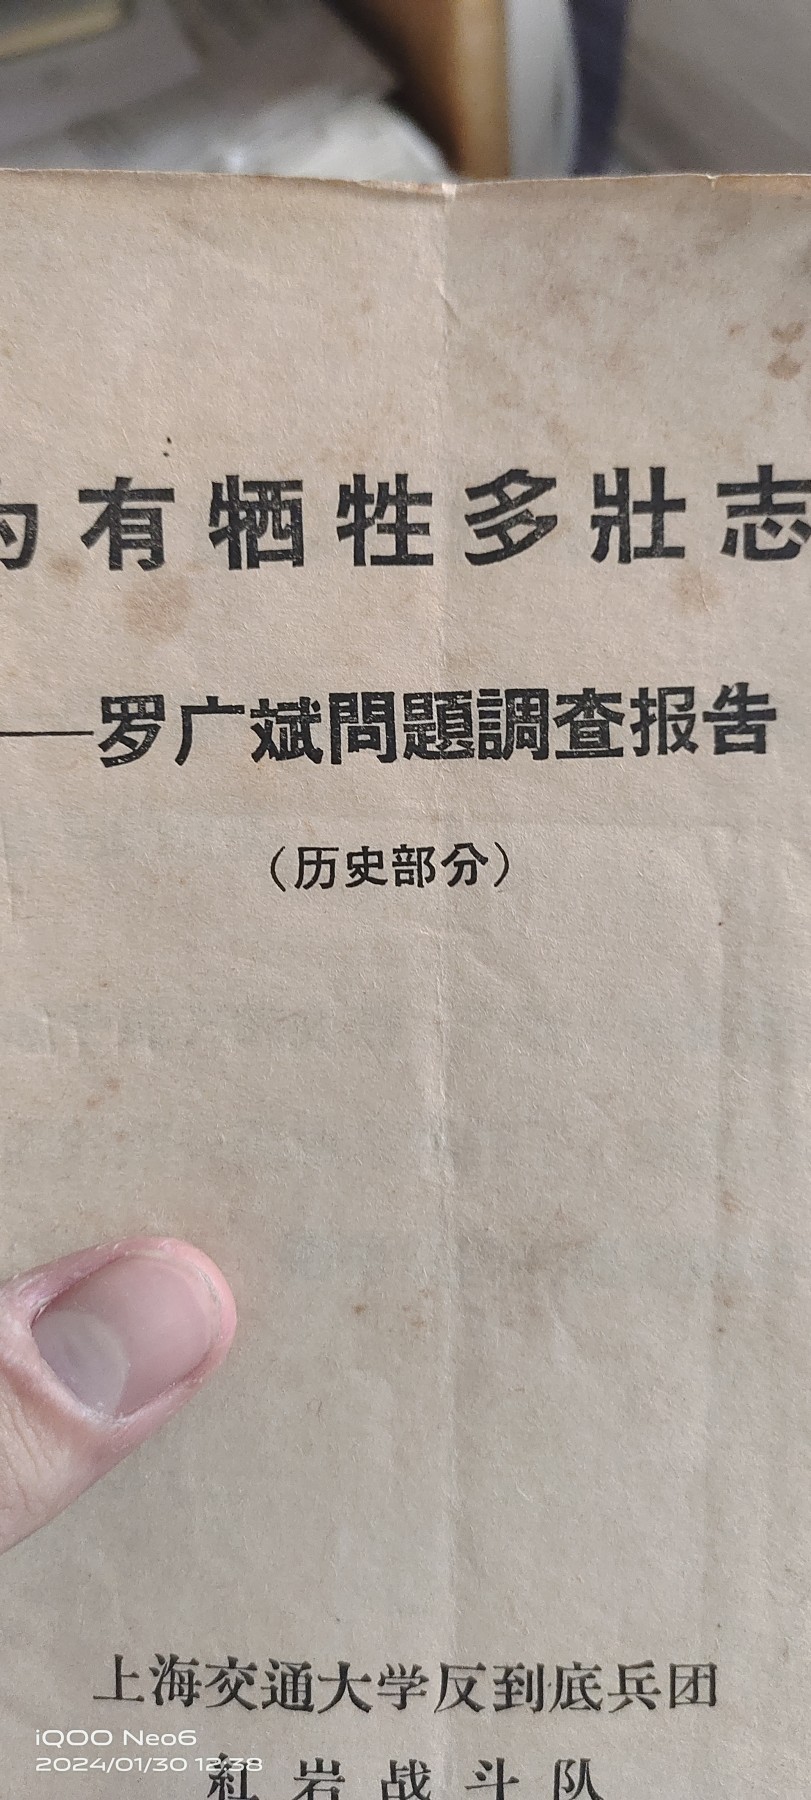 为有牺牲多壮志
——罗广斌問題調查报告
（历史部分）
上海交通大学反到底兵团
紅岩战斗队
iQOO Neo6
2024/01/30 12:38